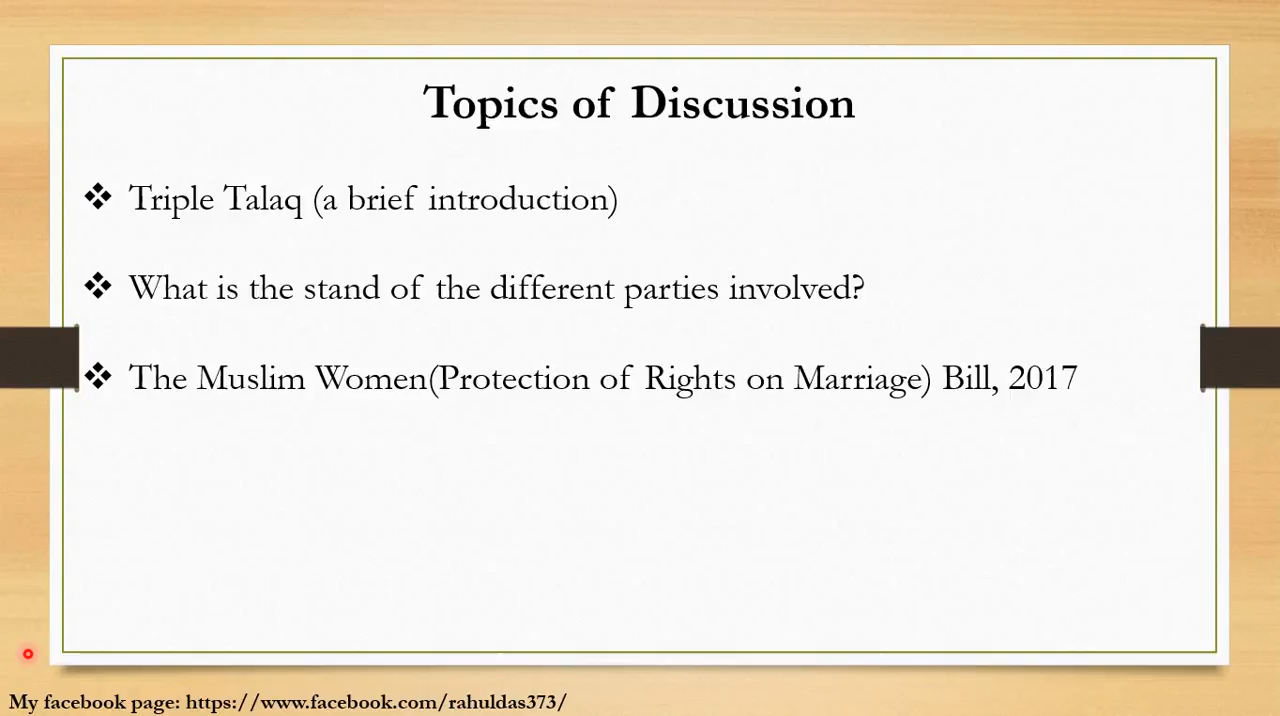 Topics of Discussion
❖ Triple Talaq (a brief introduction)
❖ What is the stand of the different parties involved?
❖ The Muslim Women(Protection of Rights on Marriage) Bill, 2017
My facebook page: https://www.facebook.com/rahuldas373/